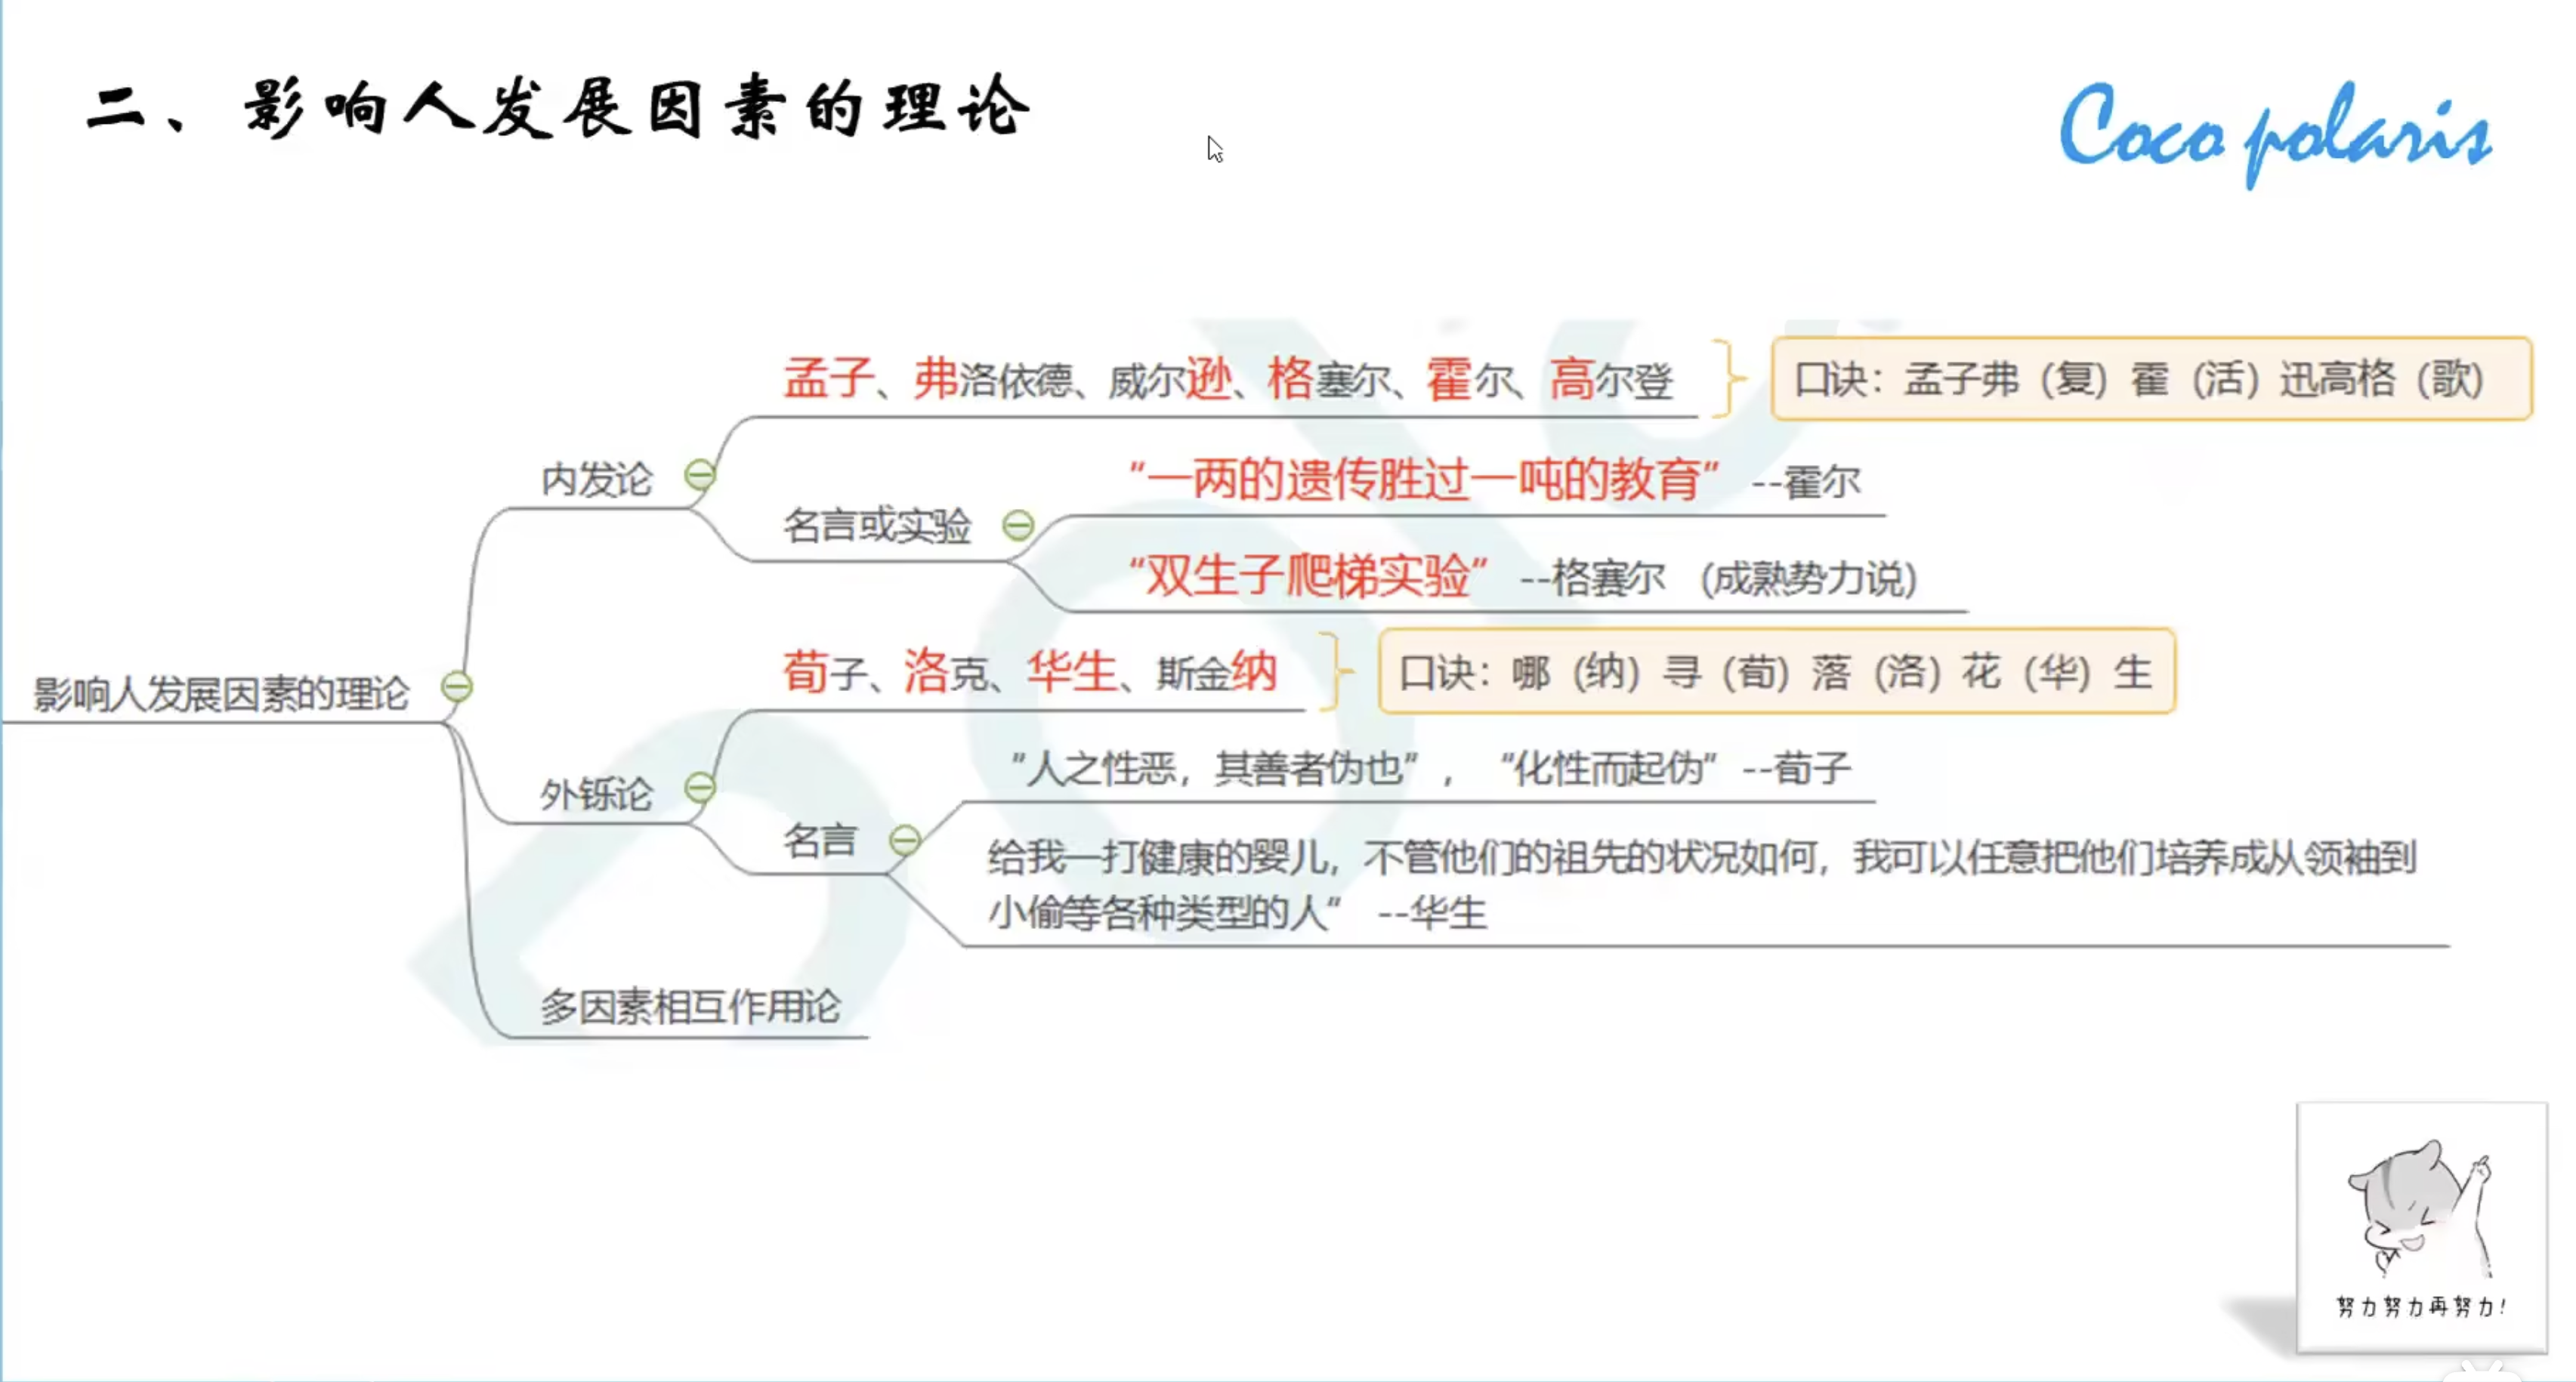 二、影响人发展因素的理论
Coco polaris
孟子、弗洛依德、威尔逊、格塞尔、霍尔、高尔登
口诀：孟子弗（复）霍（活）迅高格（歌）
内发论
“一两的遗传胜过一吨的教育” --霍尔
名言或实验
“双生子爬梯实验” --格赛尔 (成熟势力说)
影响人发展因素的理论
荀子、洛克、华生、斯金纳
口诀：哪（纳）寻（荀）落（洛）花（华）生
外铄论
”人之性恶，其善者伪也”，“化性而起伪” --荀子
名言
给我一打健康的婴儿，不管他们的祖先的状况如何，我可以任意把他们培养成从领袖到
小偷等各种类型的人” --华生
多因素相互作用论
努力努力再努力!